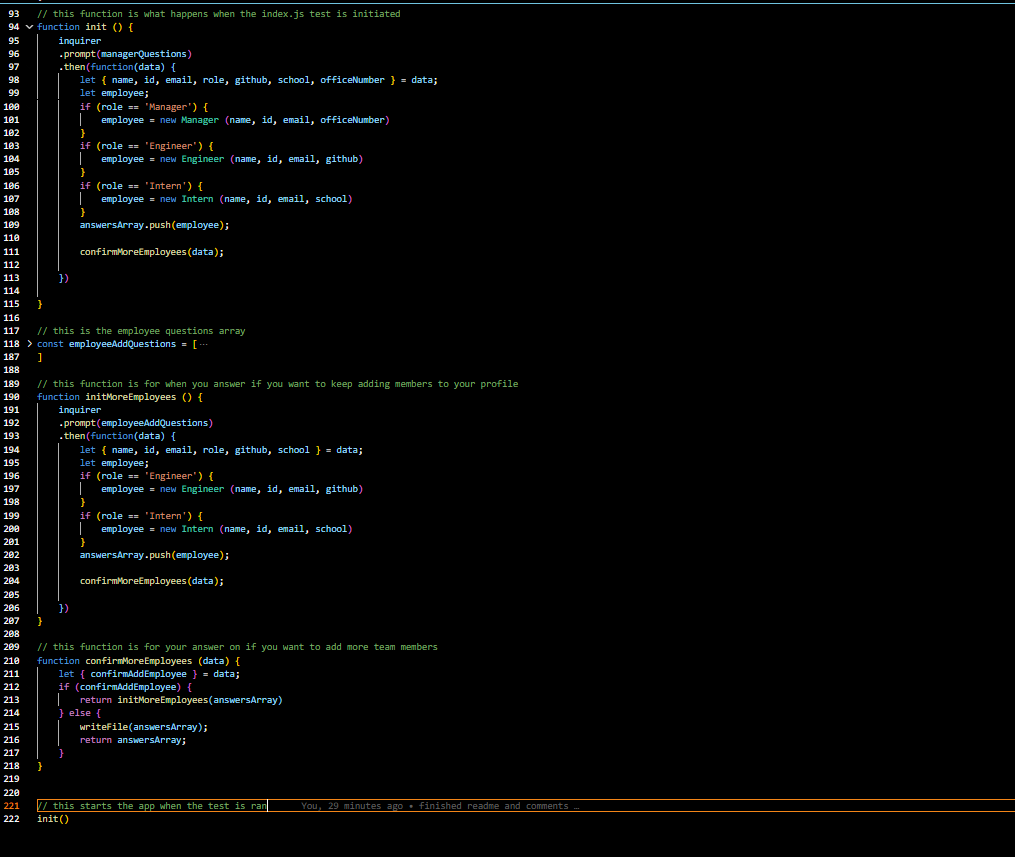 93 // this function is what happens when the index.js test is initiated
94 function init () {
95 inquirer
96 .prompt(managerQuestions)
97 .then(function(data) {
98 let { name, id, email, role, github, school, officeNumber } = data;
99 let employee;
100 if (role == 'Manager') {
101 employee = new Manager (name, id, email, officeNumber)
102 }
103 if (role == 'Engineer') {
104 employee = new Engineer (name, id, email, github)
105 }
106 if (role == 'Intern') {
107 employee = new Intern (name, id, email, school)
108 }
109 answersArray.push(employee);
110
111 confirmMoreEmployees(data);
112
113 })
114
115 }
116
117 // this is the employee questions array
118 const employeeAddQuestions = [ ···
187 ]
188
189 // this function is for when you answer if you want to keep adding members to your profile
190 function initMoreEmployees () {
191 inquirer
192 .prompt(employeeAddQuestions)
193 .then(function(data) {
194 let { name, id, email, role, github, school } = data;
195 let employee;
196 if (role == 'Engineer') {
197 employee = new Engineer (name, id, email, github)
198 }
199 if (role == 'Intern') {
200 employee = new Intern (name, id, email, school)
201 }
202 answersArray.push(employee);
203
204 confirmMoreEmployees(data);
205
206 })
207 }
208
209 // this function is for your answer on if you want to add more team members
210 function confirmMoreEmployees (data) {
211 let { confirmAddEmployee } = data;
212 if (confirmAddEmployee) {
213 return initMoreEmployees(answersArray)
214 } else {
215 writeFile(answersArray);
216 return answersArray;
217 }
218 }
219
220
221 // this starts the app when the test is ran You, 29 minutes ago • finished readme and comments …
222 init()